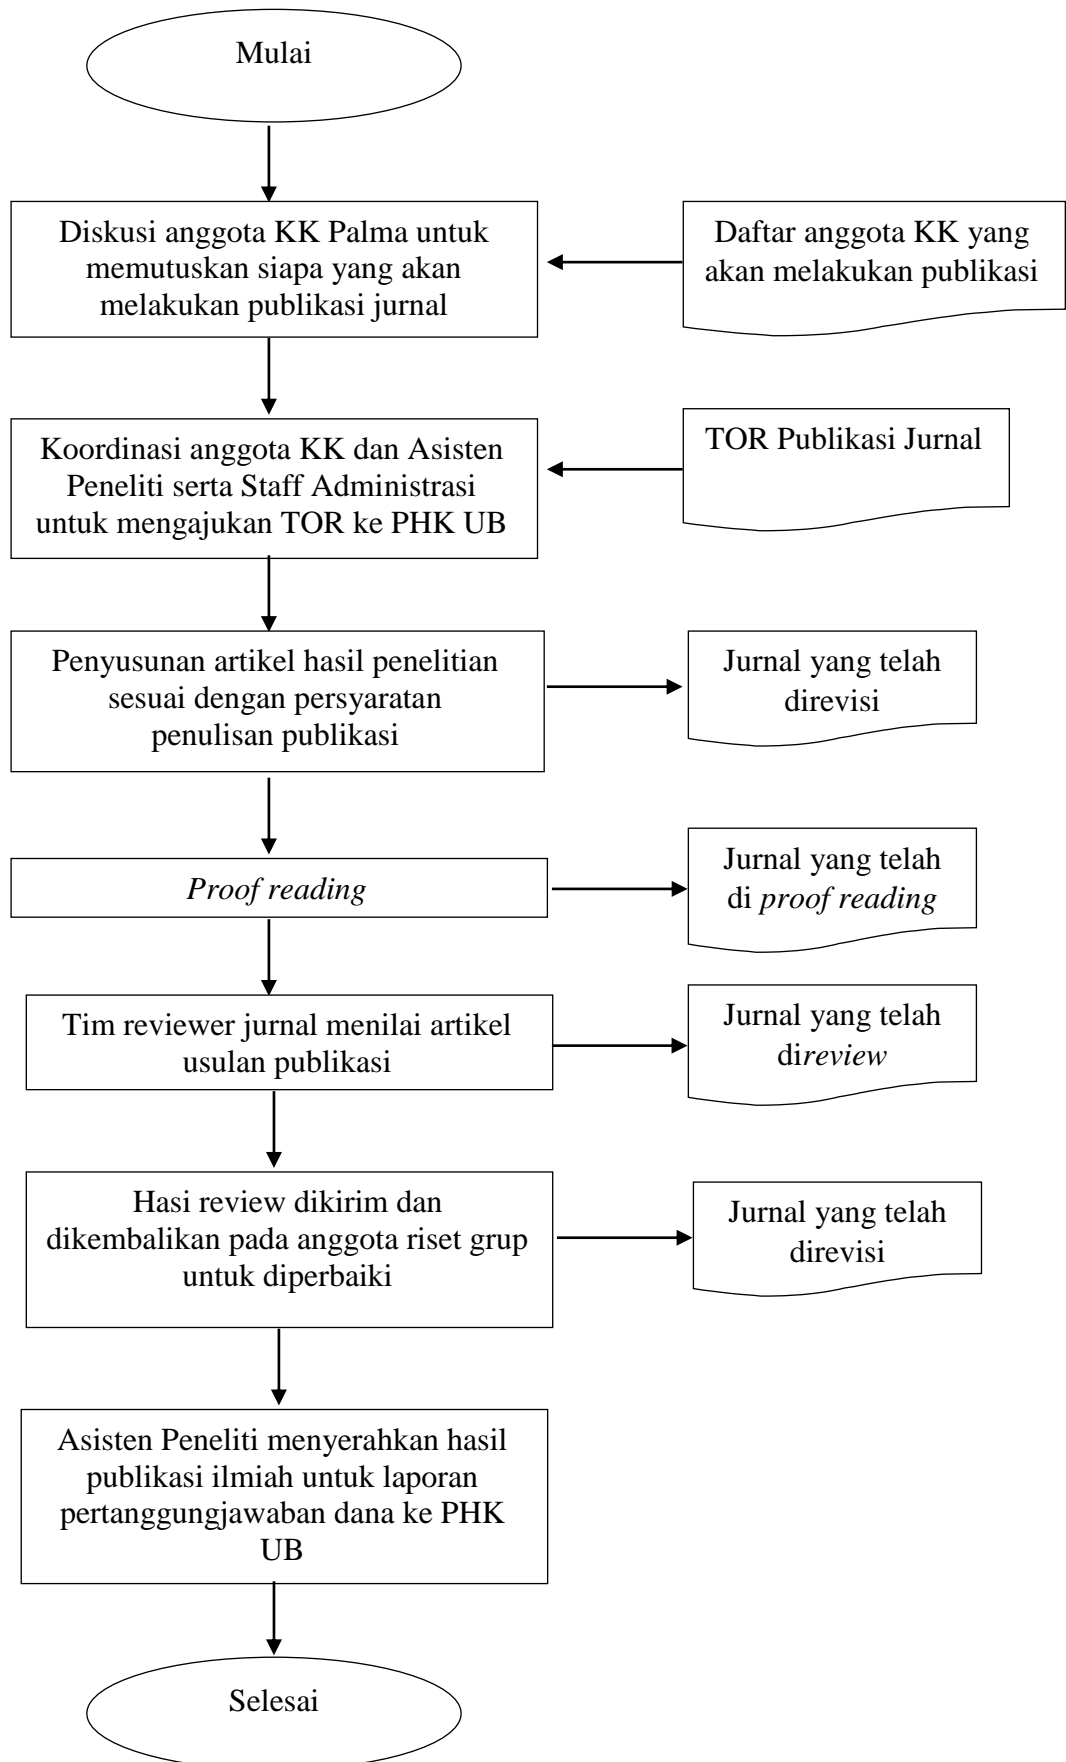 Mulai
Diskusi anggota KK Palma untuk
memutuskan siapa yang akan
melakukan publikasi jurnal
Daftar anggota KK yang
akan melakukan publikasi
Koordinasi anggota KK dan Asisten
Peneliti serta Staff Administrasi
untuk mengajukan TOR ke PHK UB
TOR Publikasi Jurnal
Penyusunan artikel hasil penelitian
sesuai dengan persyaratan
penulisan publikasi
Jurnal yang telah
direvisi
Proof reading
Jurnal yang telah
di proof reading
Tim reviewer jurnal menilai artikel
usulan publikasi
Jurnal yang telah
direview
Hasi review dikirim dan
dikembalikan pada anggota riset grup
untuk diperbaiki
Jurnal yang telah
direvisi
Asisten Peneliti menyerahkan hasil
publikasi ilmiah untuk laporan
pertanggungjawaban dana ke PHK
UB
Selesai